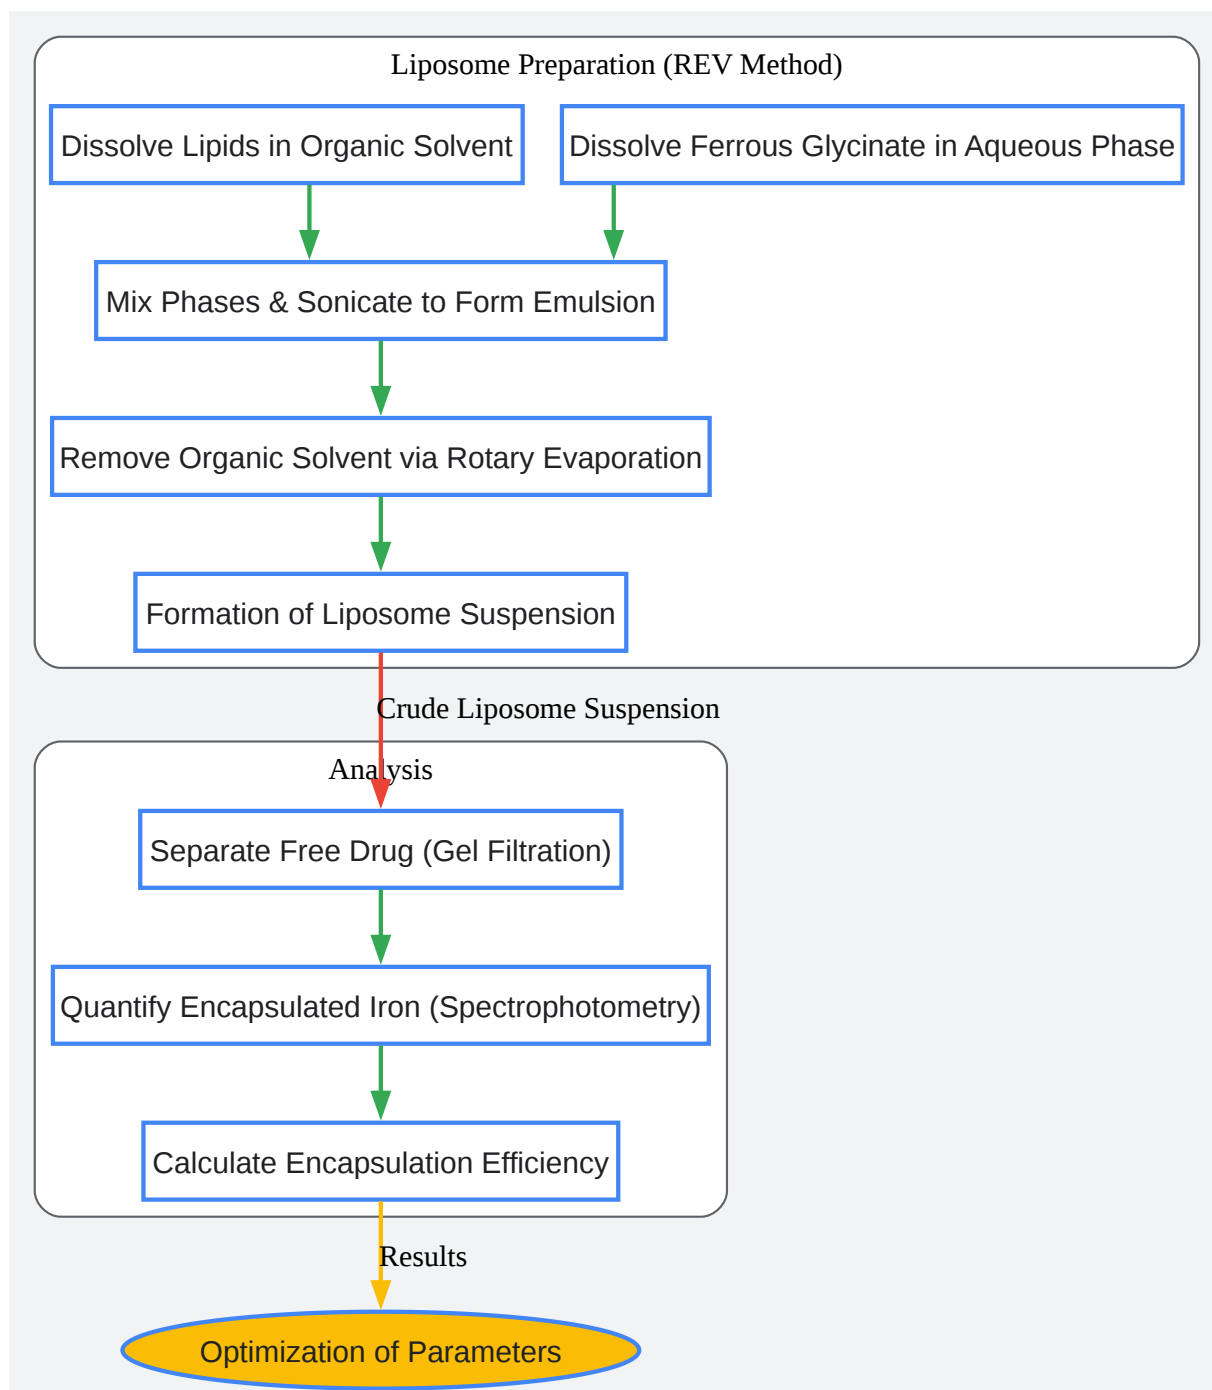 Liposome Preparation (REV Method)
Dissolve Lipids in Organic Solvent
Dissolve Ferrous Glycinate in Aqueous Phase
Mix Phases & Sonicate to Form Emulsion
Remove Organic Solvent via Rotary Evaporation
Formation of Liposome Suspension
Crude Liposome Suspension
Analysis
Separate Free Drug (Gel Filtration)
Quantify Encapsulated Iron (Spectrophotometry)
Calculate Encapsulation Efficiency
Results
Optimization of Parameters